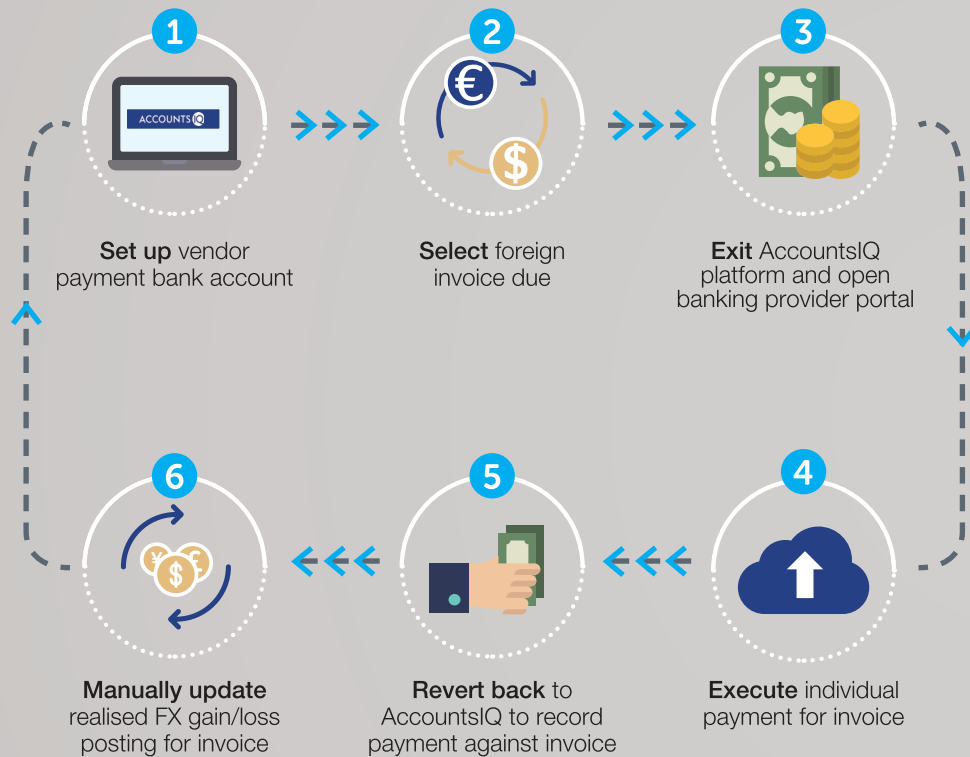 1
ACCOUNTS IQ
Set up vendor
payment bank account
2
€
$
Select foreign
invoice due
3
Exit AccountsIQ
platform and open
banking provider portal
4
Execute individual
payment for invoice
5
Revert back to
AccountsIQ to record
payment against invoice
6
¥ $ £
Manually update
realised FX gain/loss
posting for invoice